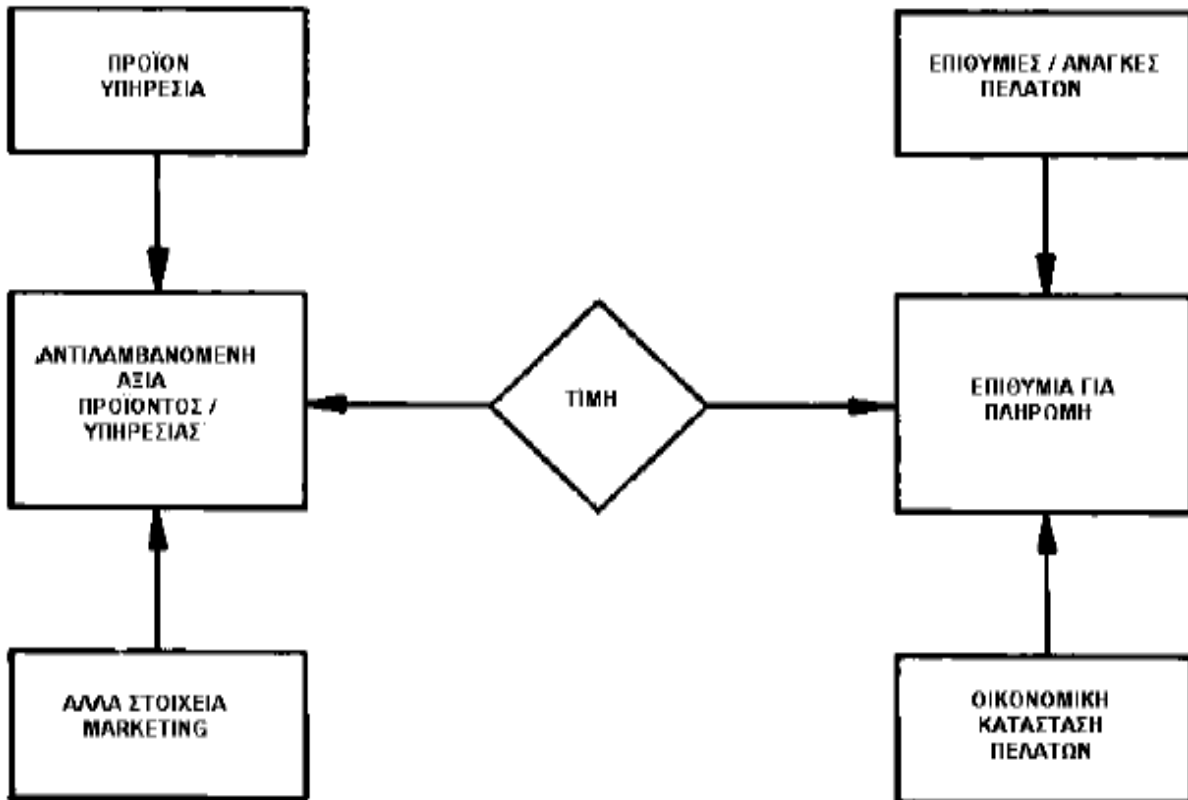 ΠΡΟΪΟΝ
ΥΠΗΡΕΣΙΑ
ΕΠΙΘΥΜΙΕΣ / ΑΝΑΓΚΕΣ
ΠΕΛΑΤΩΝ
ΑΝΤΙΛΑΜΒΑΝΟΜΕΝΗ
ΑΞΙΑ
ΠΡΟΪΟΝΤΟΣ /
ΥΠΗΡΕΣΙΑΣ
ΤΙΜΗ
ΕΠΙΘΥΜΙΑ ΓΙΑ
ΠΛΗΡΩΜΗ
ΑΛΛΑ ΣΤΟΙΧΕΙΑ
MARKETING
ΟΙΚΟΝΟΜΙΚΗ
ΚΑΤΑΣΤΑΣΗ
ΠΕΛΑΤΩΝ